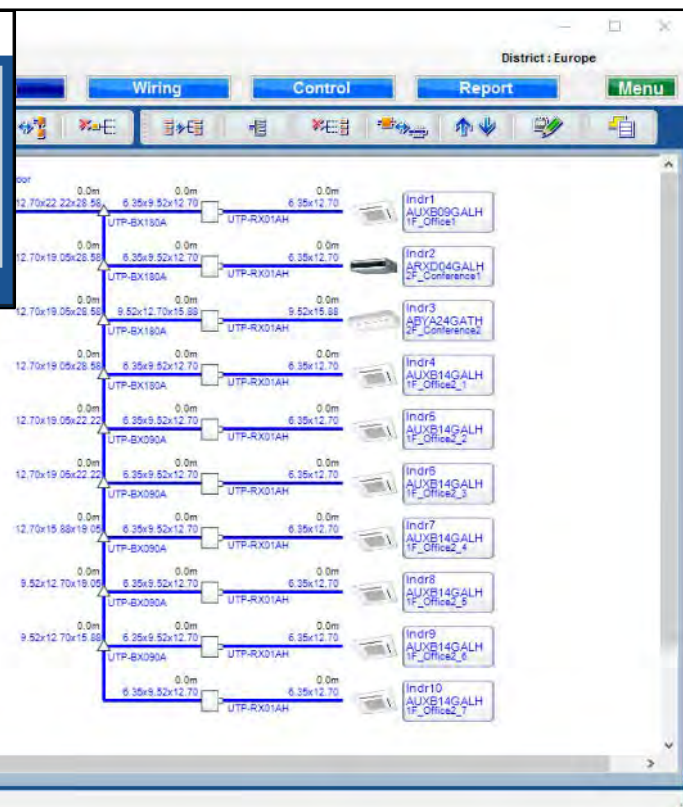 District : Europe
Wiring Control Report Menu
oor
0.0m 0.0m 0.0m
12.70x22.22x28.58 6.35x9.52x12.70 6.35x12.70
UTP-BX180A UTP-RX01AH
Indr1
AUXB09GALH
1F_Office1
0.0m 0.0m 0.0m
12.70x19.05x28.58 6.35x9.52x12.70 6.35x12.70
UTP-BX180A UTP-RX01AH
Indr2
ARXD04GALH
2F_Conference1
0.0m 0.0m 0.0m
12.70x19.05x28.58 9.52x12.70x15.88 9.52x15.88
UTP-BX180A UTP-RX01AH
Indr3
ABYA24GATH
2F_Conference2
0.0m 0.0m 0.0m
12.70x19.05x28.58 6.35x9.52x12.70 6.35x12.70
UTP-BX180A UTP-RX01AH
Indr4
AUXB14GALH
1F_Office2_1
0.0m 0.0m 0.0m
12.70x19.05x22.22 6.35x9.52x12.70 6.35x12.70
UTP-BX090A UTP-RX01AH
Indr5
AUXB14GALH
1F_Office2_2
0.0m 0.0m 0.0m
12.70x19.05x22.22 6.35x9.52x12.70 6.35x12.70
UTP-BX090A UTP-RX01AH
Indr6
AUXB14GALH
1F_Office2_3
0.0m 0.0m 0.0m
12.70x15.88x19.05 6.35x9.52x12.70 6.35x12.70
UTP-BX090A UTP-RX01AH
Indr7
AUXB14GALH
1F_Office2_4
0.0m 0.0m 0.0m
9.52x12.70x19.05 6.35x9.52x12.70 6.35x12.70
UTP-BX090A UTP-RX01AH
Indr8
AUXB14GALH
1F_Office2_5
0.0m 0.0m 0.0m
9.52x12.70x15.88 6.35x9.52x12.70 6.35x12.70
UTP-BX090A UTP-RX01AH
Indr9
AUXB14GALH
1F_Office2_6
0.0m 0.0m
6.35x9.52x12.70 6.35x12.70
UTP-RX01AH
Indr10
AUXB14GALH
1F_Office2_7